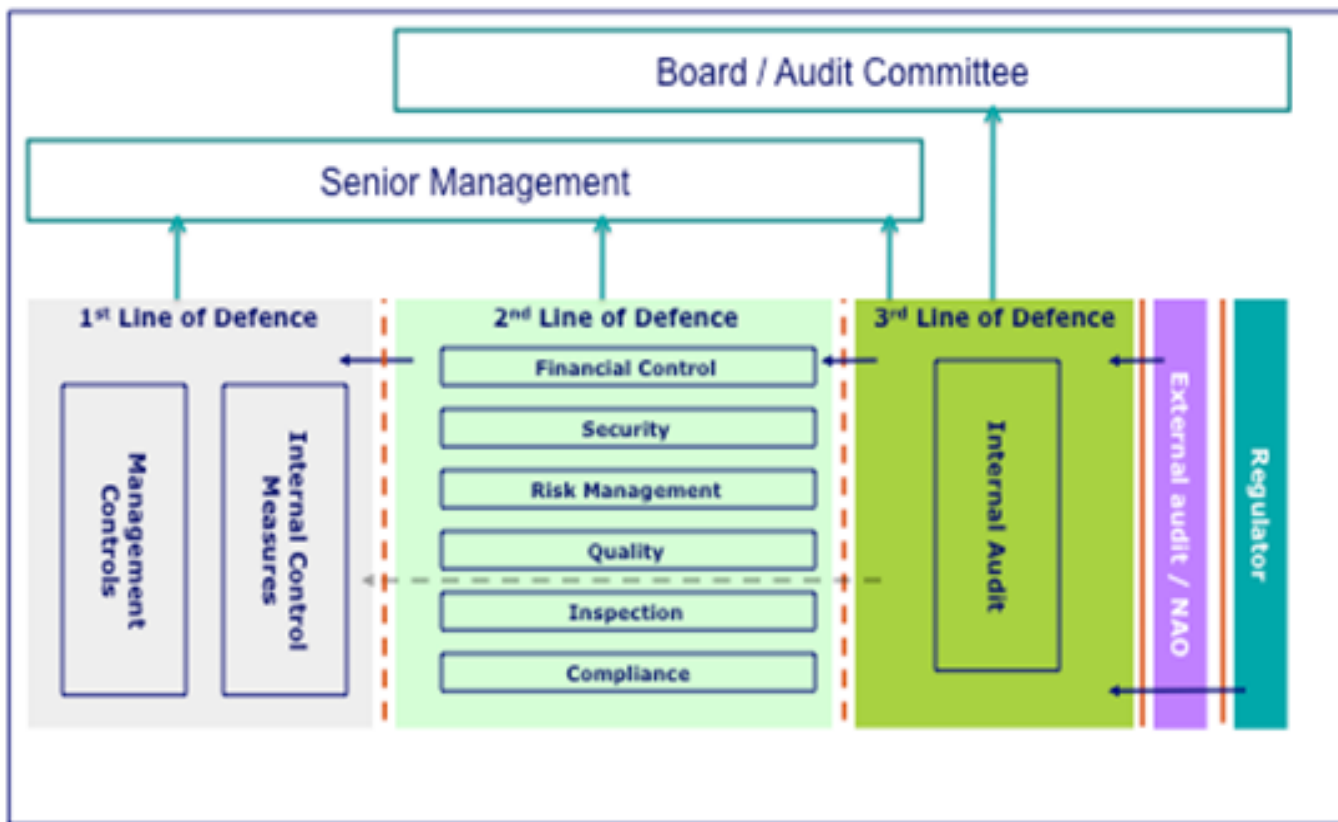 Board / Audit Committee
Senior Management
1st Line of Defence
Management
Controls
Internal Control
Measures
2nd Line of Defence
Financial Control
Security
Risk Management
Quality
Inspection
Compliance
3rd Line of Defence
Internal Audit
External audit / NAO
Regulator